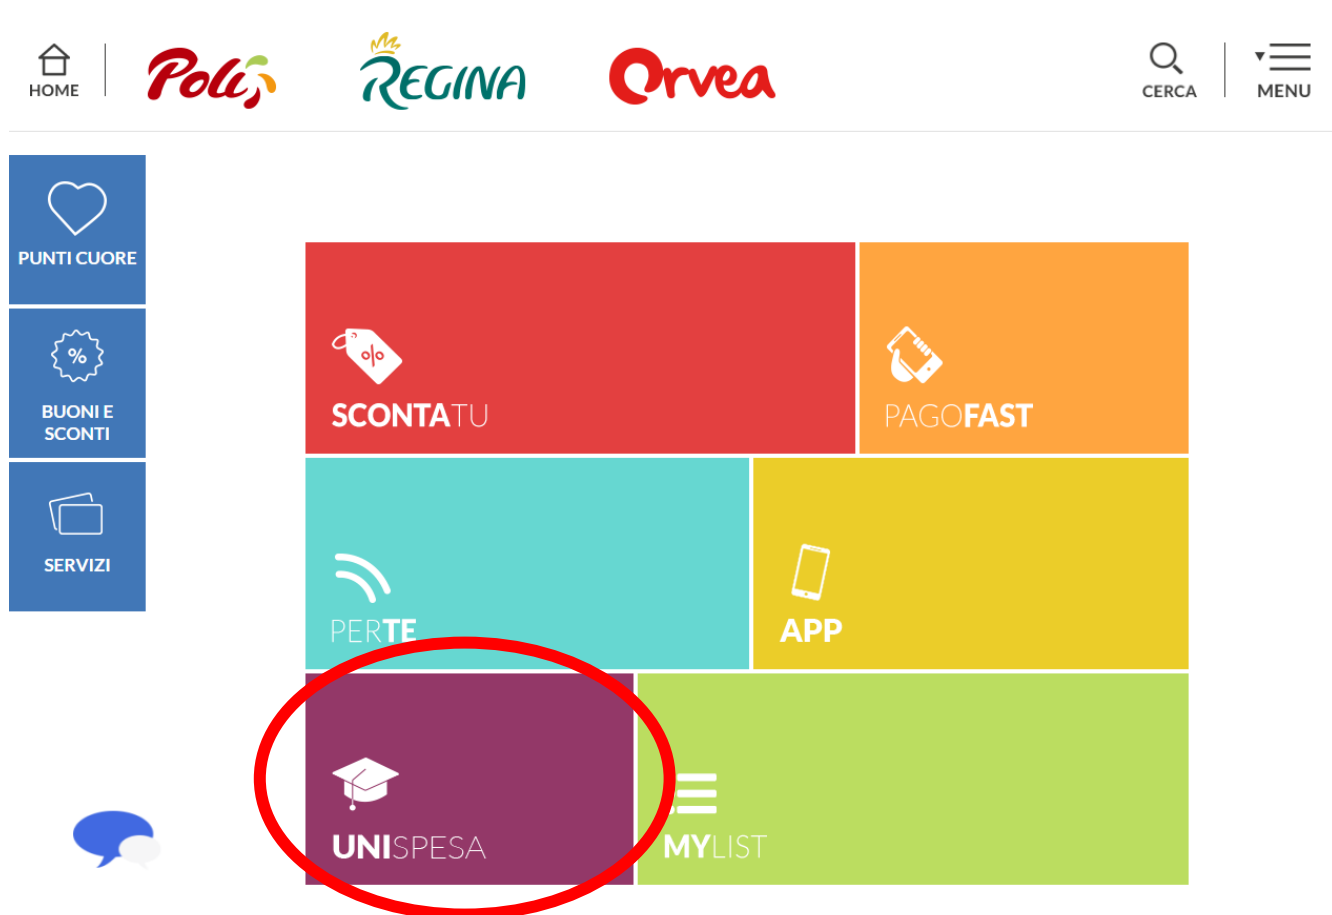 HOME
Poli
REGINA
Orvea
CERCA
MENU
PUNTI CUORE
%
BUONI E
SCONTI
SERVIZI
%
SCONTATU
PAGOFAST
PERTE
APP
UNISPESA
MYLIST